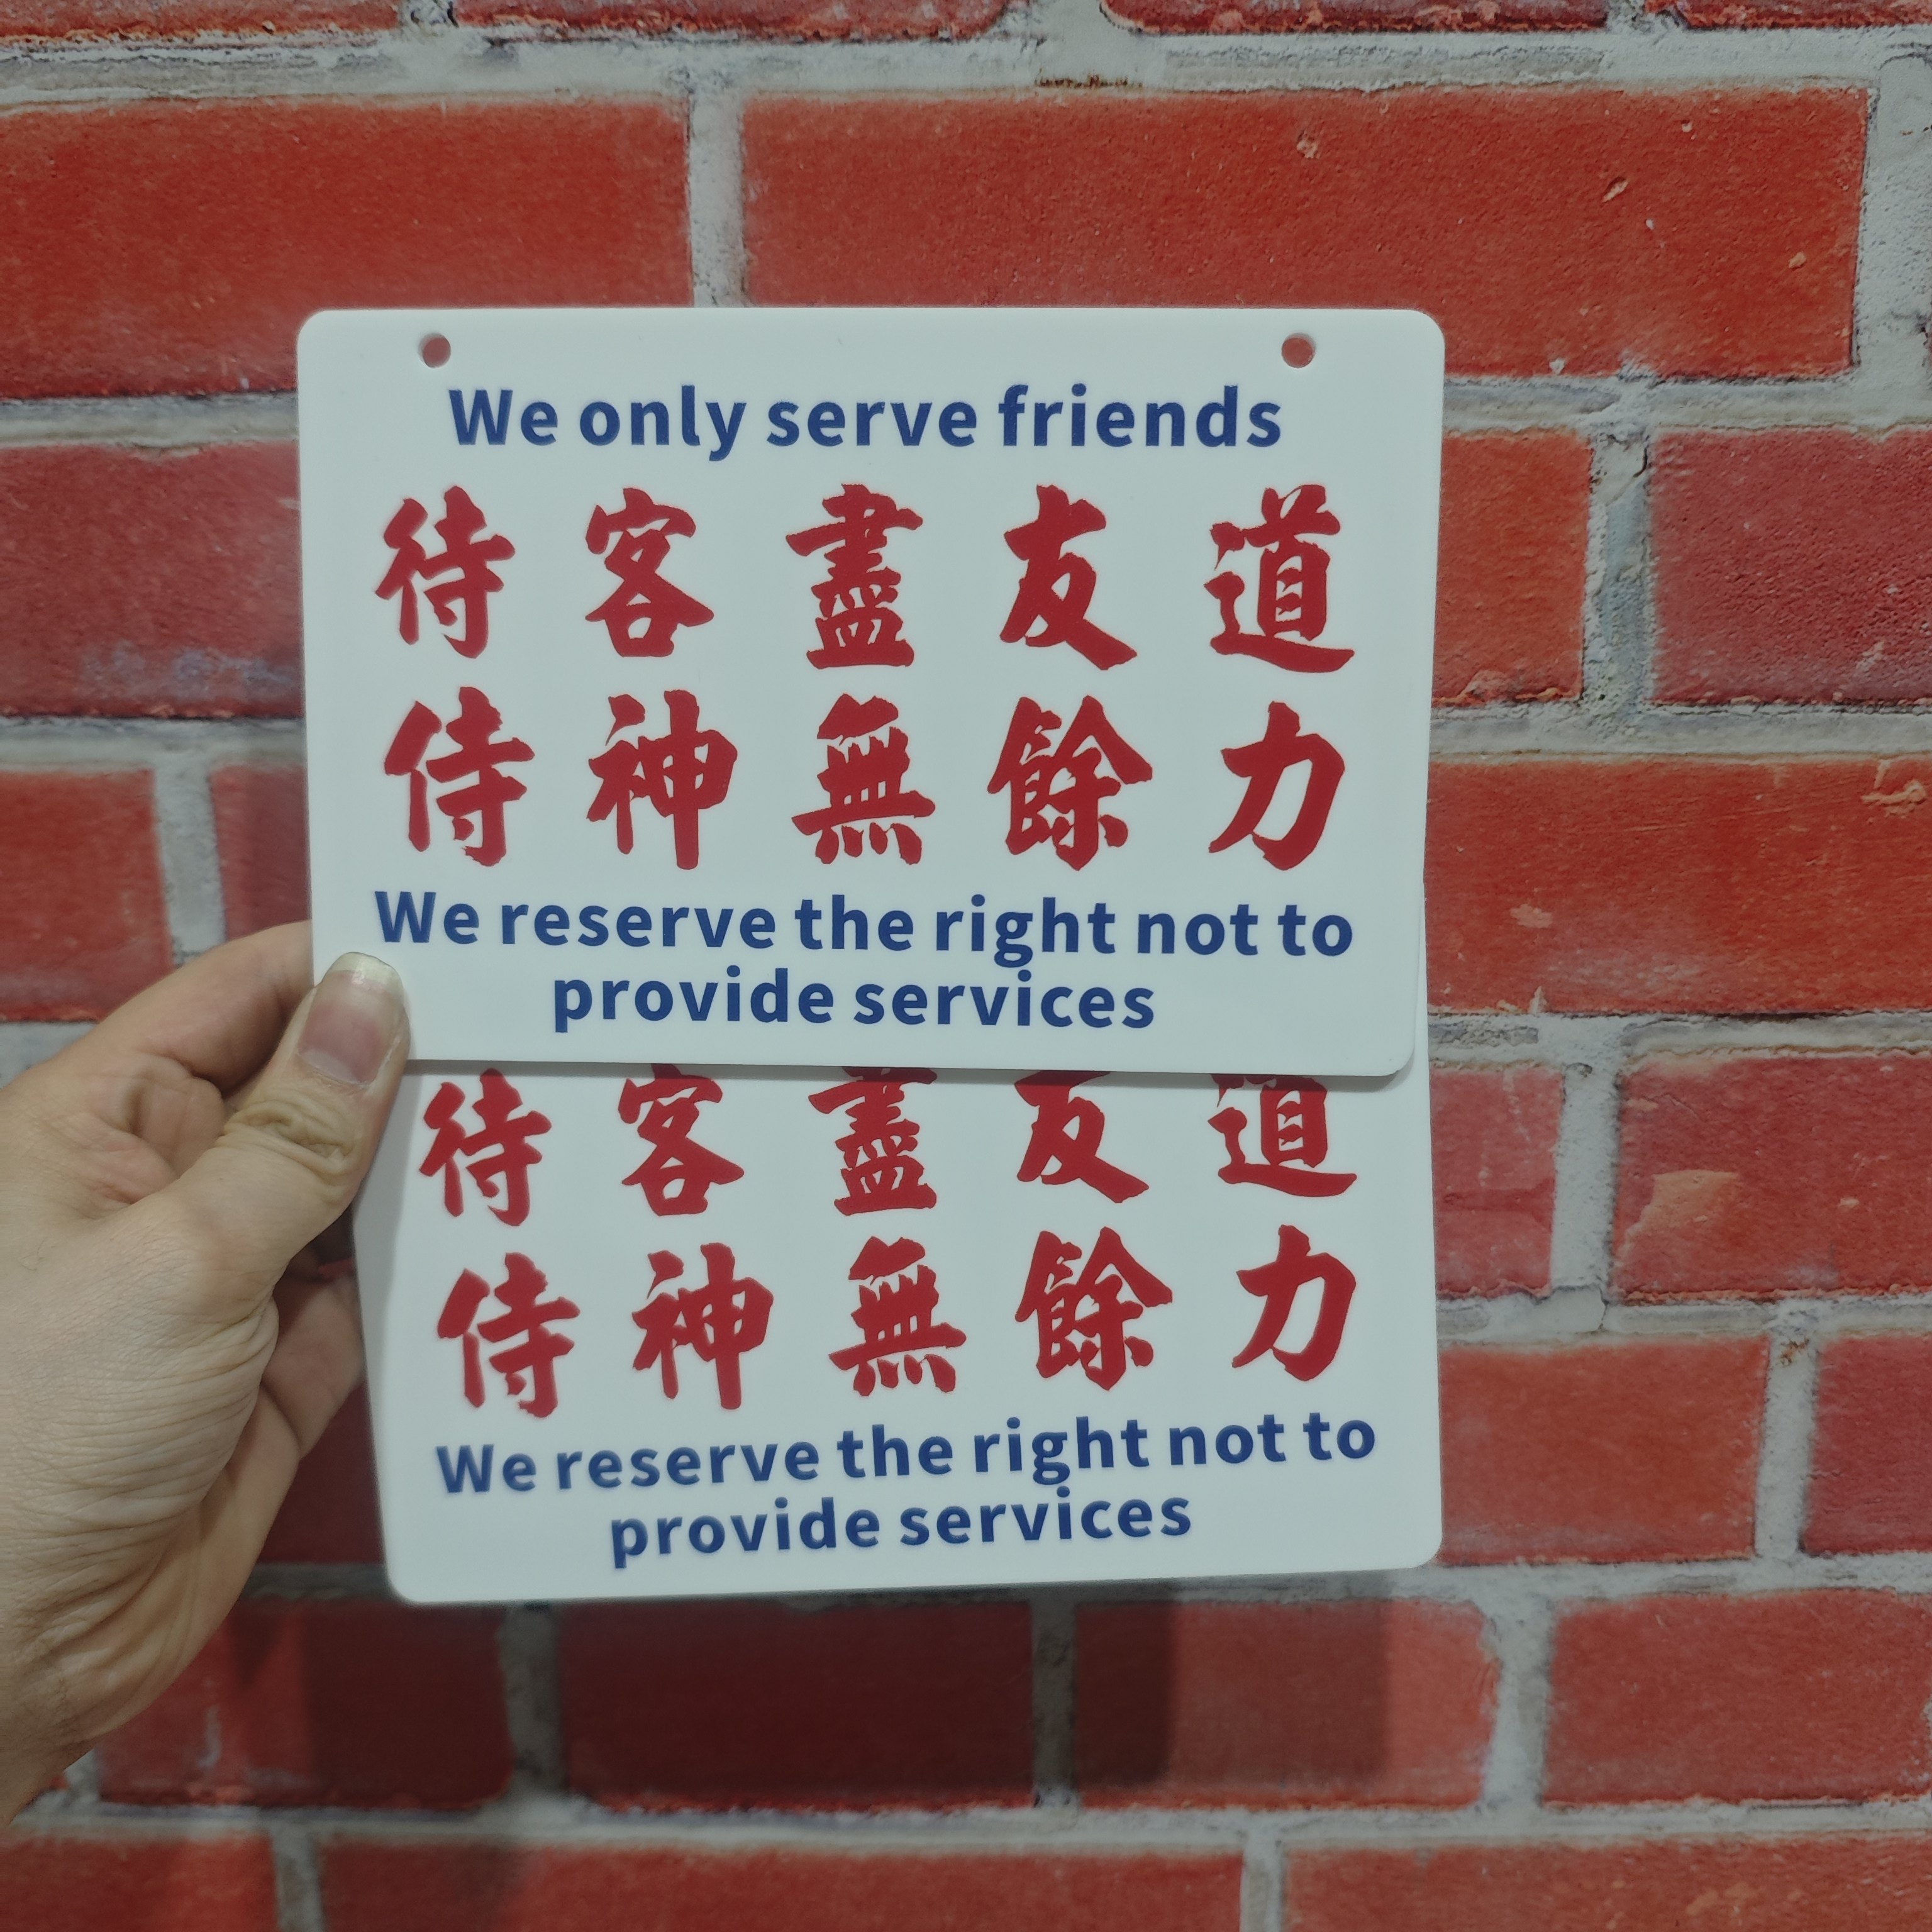 We only serve friends
待客盡友道
侍神無餘力
We reserve the right not to
provide services
待客盡友道
侍神無餘力
We reserve the right not to
provide services